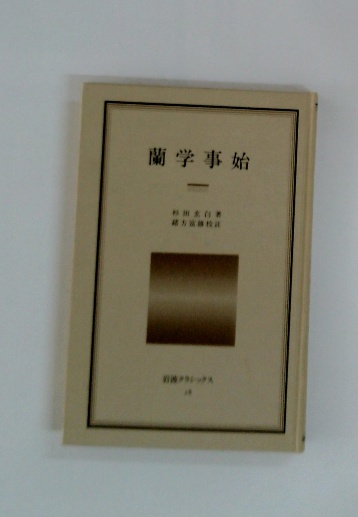 蘭学事始
杉田玄白著
緒方富雄校註
岩波クラシックス
28